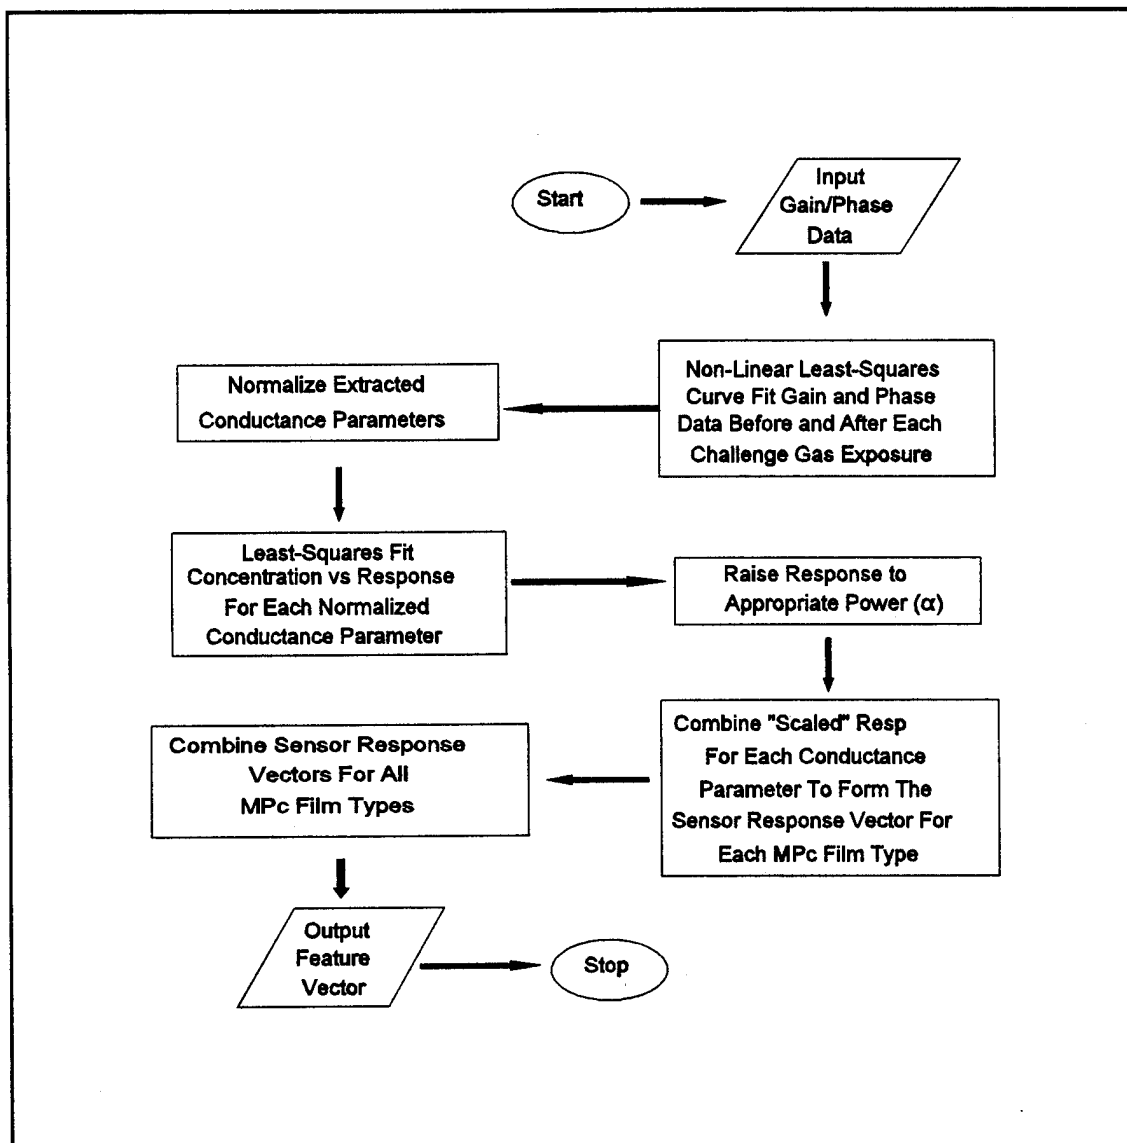 Start
Input
Gain/Phase
Data
Non-Linear Least-Squares
Curve Fit Gain and Phase
Data Before and After Each
Challenge Gas Exposure
Normalize Extracted
Conductance Parameters
Least-Squares Fit
Concentration vs Response
For Each Normalized
Conductance Parameter
Raise Response to
Appropriate Power (α)
Combine "Scaled" Resp
For Each Conductance
Parameter To Form The
Sensor Response Vector For
Each MPc Film Type
Combine Sensor Response
Vectors For All
MPc Film Types
Output
Feature
Vector
Stop